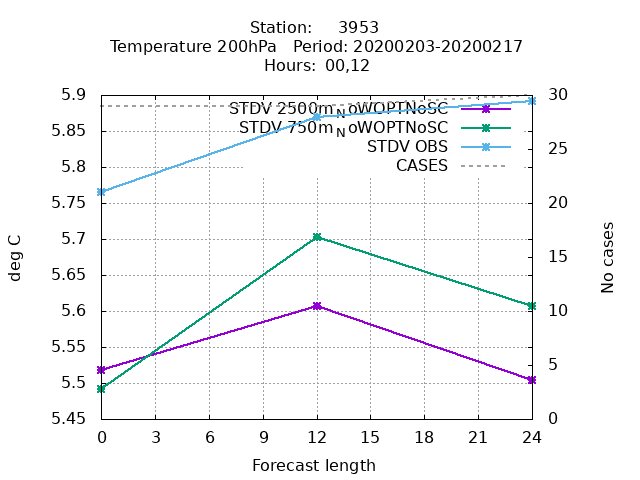 Station: 3953
Temperature 200hPa Period: 20200203-20200217
Hours: 00,12
5.9
5.85
5.8
5.75
5.7
5.65
5.6
5.55
5.5
5.45
30
25
20
15
10
5
0
STDV 2500m_NoWOPTNoSC
STDV 750m_NoWOPTNoSC
STDV OBS
CASES
deg C
No cases
0 3 6 9 12 15 18 21 24
Forecast length